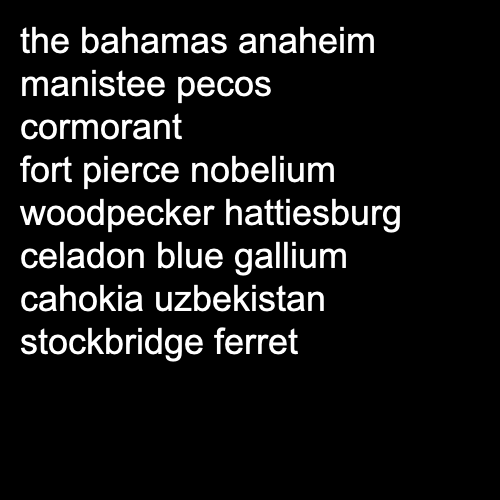 the bahamas anaheim
manistee pecos
cormorant
fort pierce nobelium
woodpecker hattiesburg
celadon blue gallium
cahokia uzbekistan
stockbridge ferret